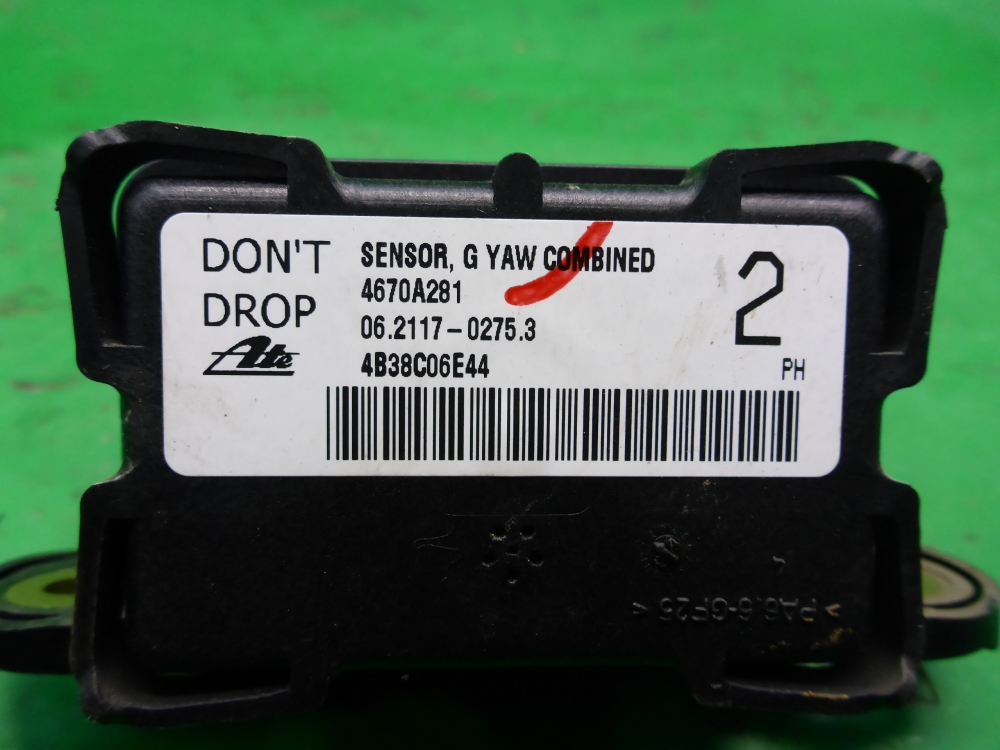 DON'T
DROP
Ate
SENSOR, G YAW COMBINED
4670A281
06.2117-0275.3
4B38C06E44
2
PH
>PA6.6-GF25<